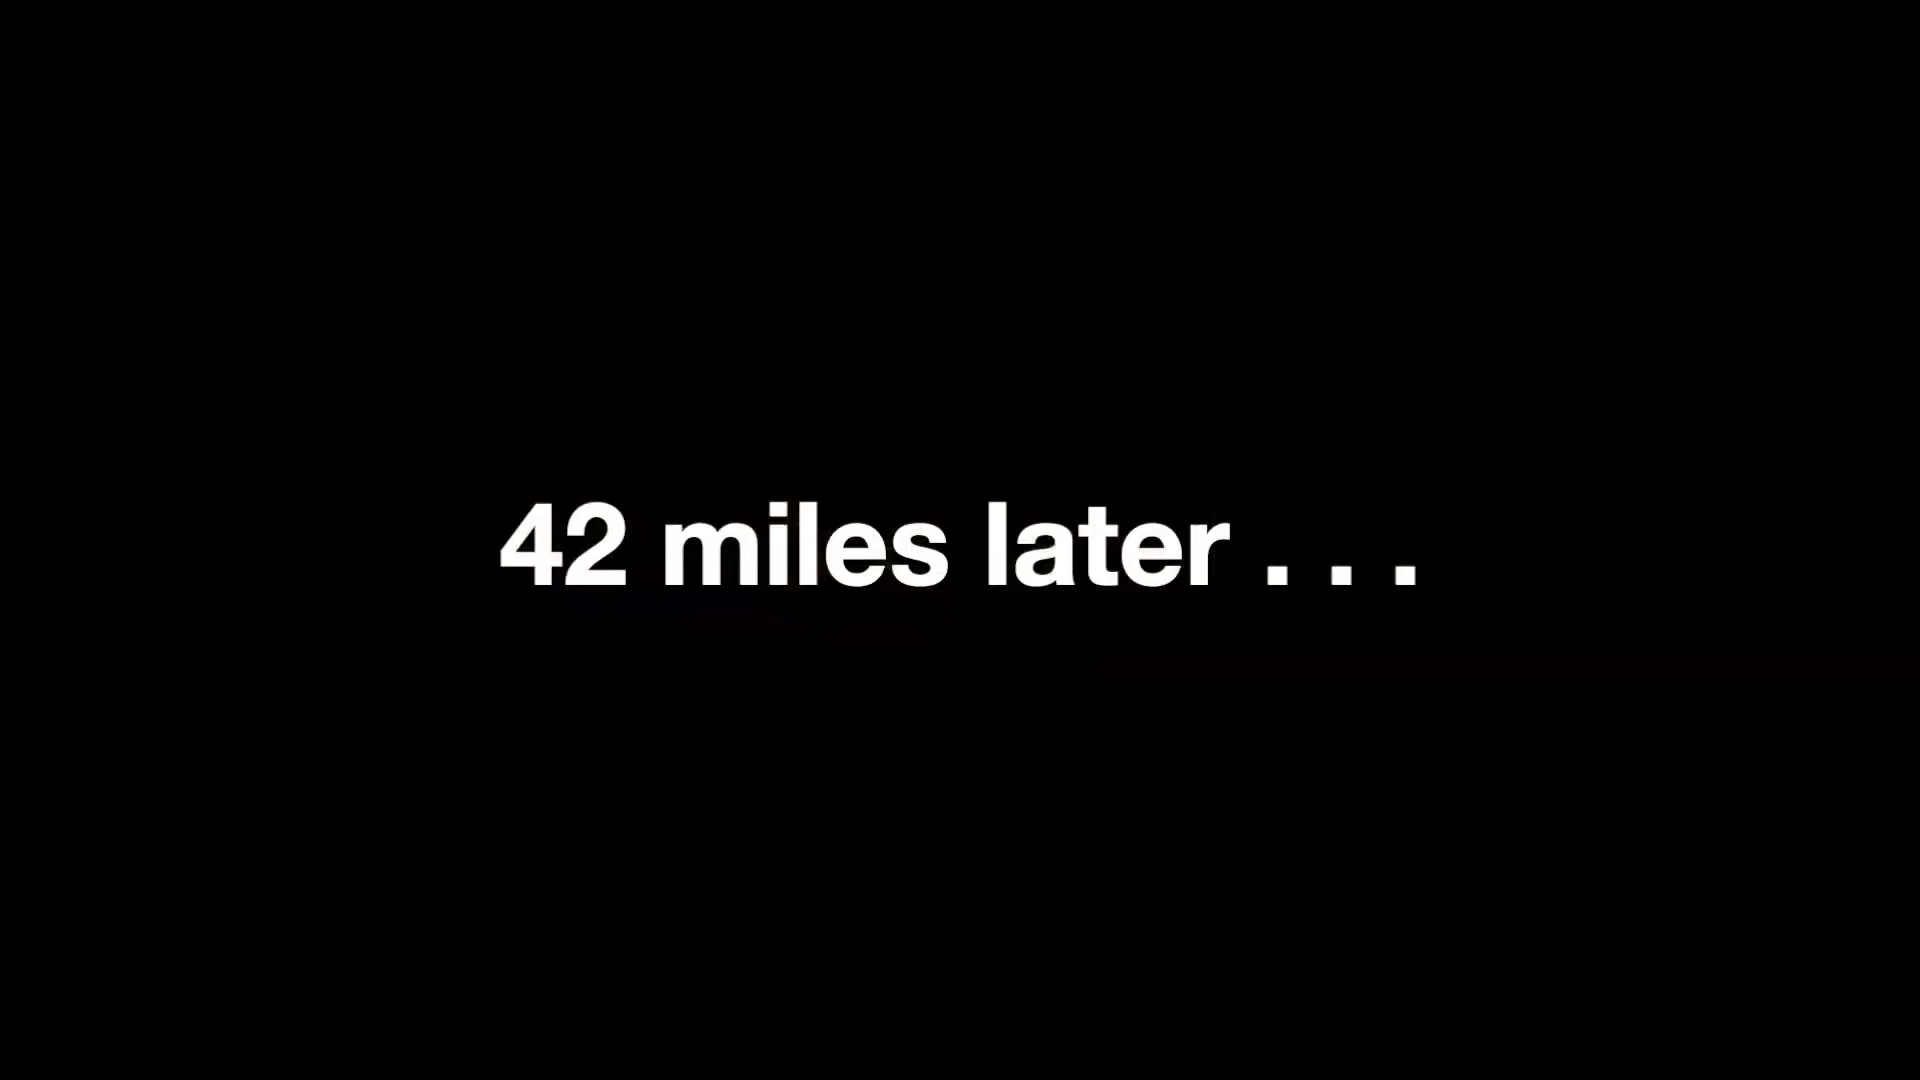 42 miles later . . .